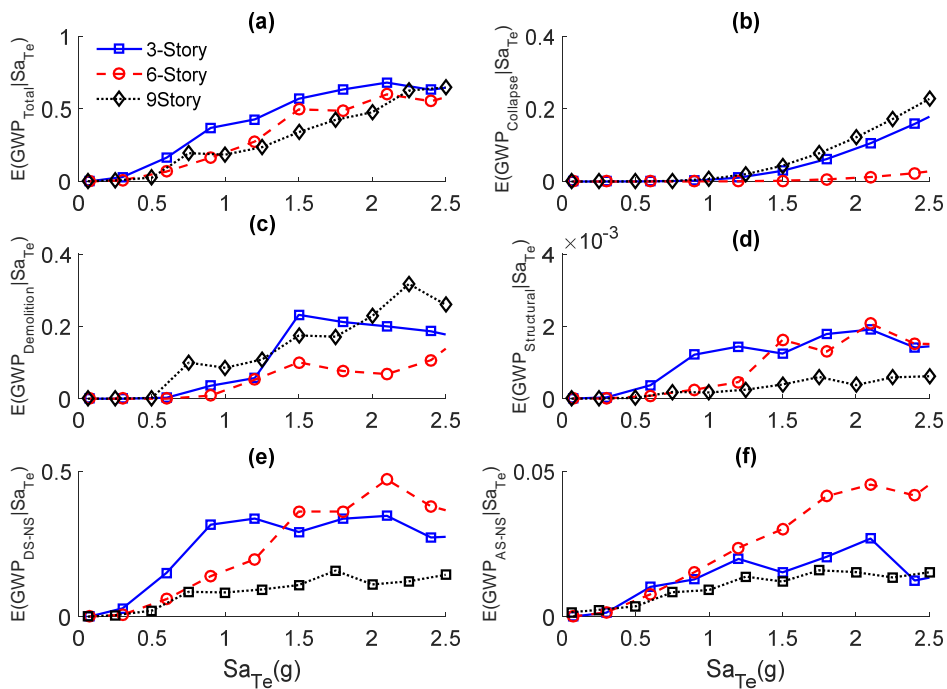 (a)
E(GWP_Total|Sa_Te)
1
0.5
0
3-Story
6-Story
9Story
0 0.5 1 1.5 2 2.5
(b)
E(GWP_Collapse|Sa_Te)
0.4
0.2
0
0 0.5 1 1.5 2 2.5
(c)
E(GWP_Demolition|Sa_Te)
0.4
0.2
0
0 0.5 1 1.5 2 2.5
(d)
×10^-3
E(GWP_Structural|Sa_Te)
4
2
0
0 0.5 1 1.5 2 2.5
(e)
E(GWP_DS-NS|Sa_Te)
0.5
0
0 0.5 1 1.5 2 2.5
Sa_Te(g)
(f)
E(GWP_AS-NS|Sa_Te)
0.05
0
0 0.5 1 1.5 2 2.5
Sa_Te(g)